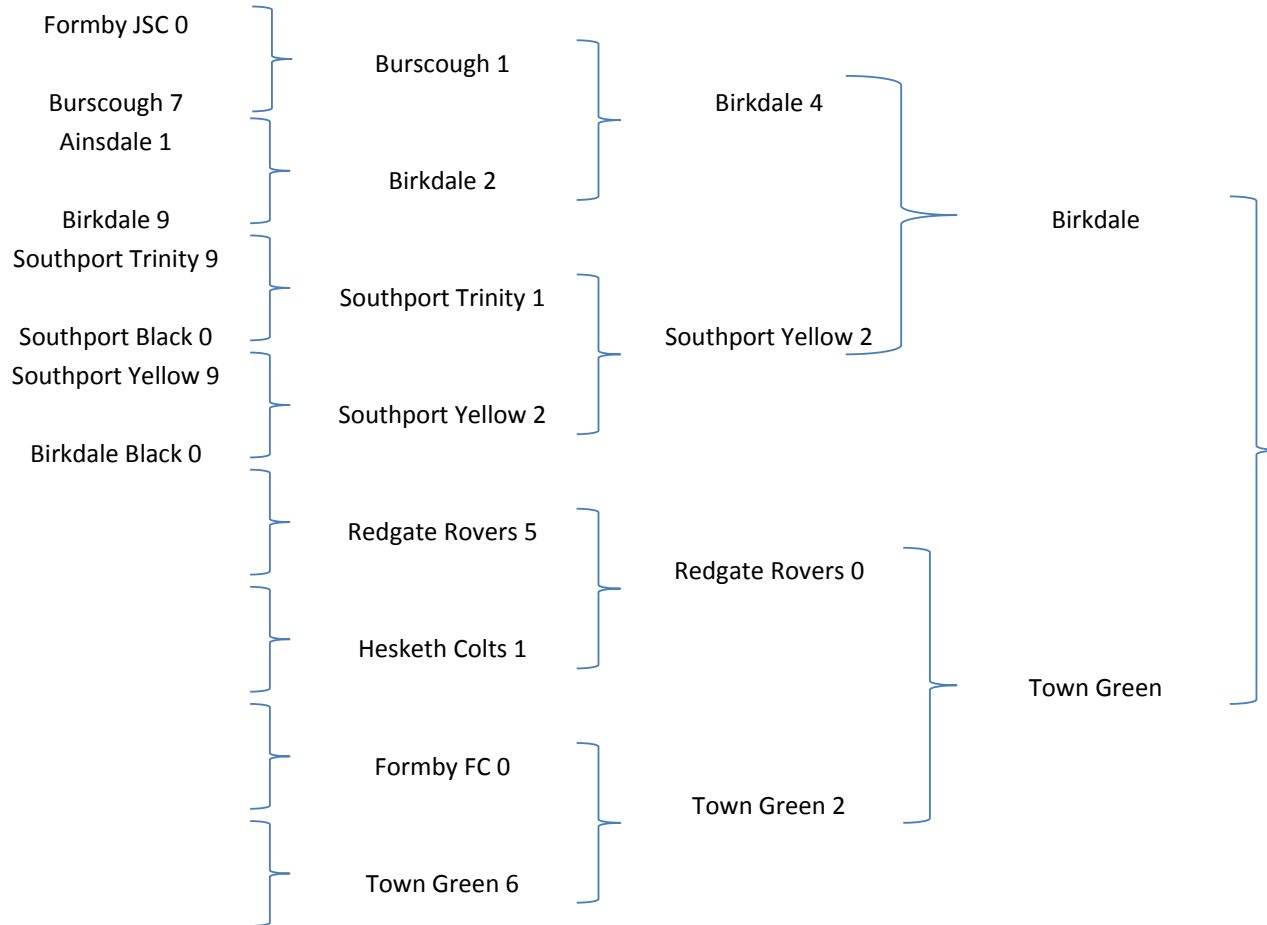 Formby JSC 0
Burscough 7
Ainsdale 1
Birkdale 9
Southport Trinity 9
Southport Black 0
Southport Yellow 9
Birkdale Black 0
Burscough 1
Birkdale 2
Southport Trinity 1
Southport Yellow 2
Redgate Rovers 5
Hesketh Colts 1
Formby FC 0
Town Green 6
Birkdale 4
Southport Yellow 2
Redgate Rovers 0
Town Green 2
Birkdale
Town Green